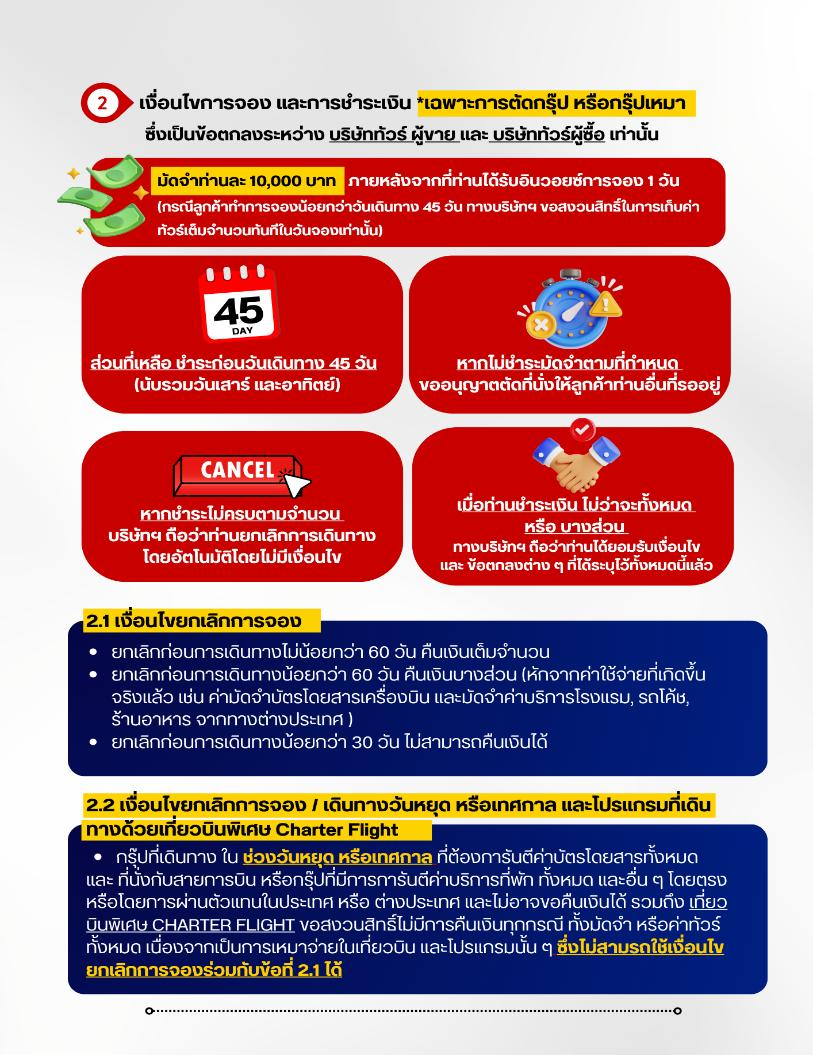 2 เงื่อนไขการจอง และการชำระเงิน *เฉพาะการตัดกรุ๊ป หรือกรุ๊ปเหมา
ซึ่งเป็นข้อตกลงระหว่าง บริษัททัวร์ ผู้ขาย และ บริษัททัวร์ผู้ซื้อ เท่านั้น
มัดจำท่านละ 10,000 บาท ภายหลังจากที่ท่านได้รับอินวอยซ์การจอง 1 วัน
(กรณีลูกค้าทำการจองน้อยกว่าวันเดินทาง 45 วัน ทางบริษัทฯ ขอสงวนสิทธิ์ในการเก็บค่า
ทัวร์เต็มจำนวนทันทีในวันจองเท่านั้น)
45
DAY
ส่วนที่เหลือ ชำระก่อนวันเดินทาง 45 วัน
(นับรวมวันเสาร์ และอาทิตย์)
หากไม่ชำระมัดจำตามที่กำหนด
ขออนุญาตตัดที่นั่งให้ลูกค้าท่านอื่นที่รออยู่
CANCEL
หากชำระไม่ครบตามจำนวน
บริษัทฯ ถือว่าท่านยกเลิกการเดินทาง
โดยอัตโนมัติโดยไม่มีเงื่อนไข
เมื่อท่านชำระเงิน ไม่ว่าจะทั้งหมด
หรือ บางส่วน
ทางบริษัทฯ ถือว่าท่านได้ยอมรับเงื่อนไข
และ ข้อตกลงต่าง ๆ ที่ได้ระบุไว้ทั้งหมดนี้แล้ว
2.1 เงื่อนไขยกเลิกการจอง
• ยกเลิกก่อนการเดินทางไม่น้อยกว่า 60 วัน คืนเงินเต็มจำนวน
• ยกเลิกก่อนการเดินทางน้อยกว่า 60 วัน คืนเงินบางส่วน (หักจากค่าใช้จ่ายที่เกิดขึ้น
จริงแล้ว เช่น ค่ามัดจำบัตรโดยสารเครื่องบิน และมัดจำค่าบริการโรงแรม, รถโค้ช,
ร้านอาหาร จากทางต่างประเทศ )
• ยกเลิกก่อนการเดินทางน้อยกว่า 30 วัน ไม่สามารถคืนเงินได้
2.2 เงื่อนไขยกเลิกการจอง / เดินทางวันหยุด หรือเทศกาล และโปรแกรมที่เดิน
ทางด้วยเที่ยวบินพิเศษ Charter Flight
• กรุ๊ปที่เดินทาง ใน ช่วงวันหยุด หรือเทศกาล ที่ต้องการันตีค่าบัตรโดยสารทั้งหมด
และ ที่นั่งกับสายการบิน หรือกรุ๊ปที่มีการการันตีค่าบริการที่พัก ทั้งหมด และอื่น ๆ โดยตรง
หรือโดยการผ่านตัวแทนในประเทศ หรือ ต่างประเทศ และไม่อาจขอคืนเงินได้ รวมถึง เที่ยว
บินพิเศษ CHARTER FLIGHT ขอสงวนสิทธิ์ไม่มีการคืนเงินทุกกรณี ทั้งมัดจำ หรือค่าทัวร์
ทั้งหมด เนื่องจากเป็นการเหมาจ่ายในเที่ยวบิน และโปรแกรมนั้น ๆ ซึ่งไม่สามรถใช้เงื่อนไข
ยกเลิกการจองร่วมกับข้อที่ 2.1 ได้